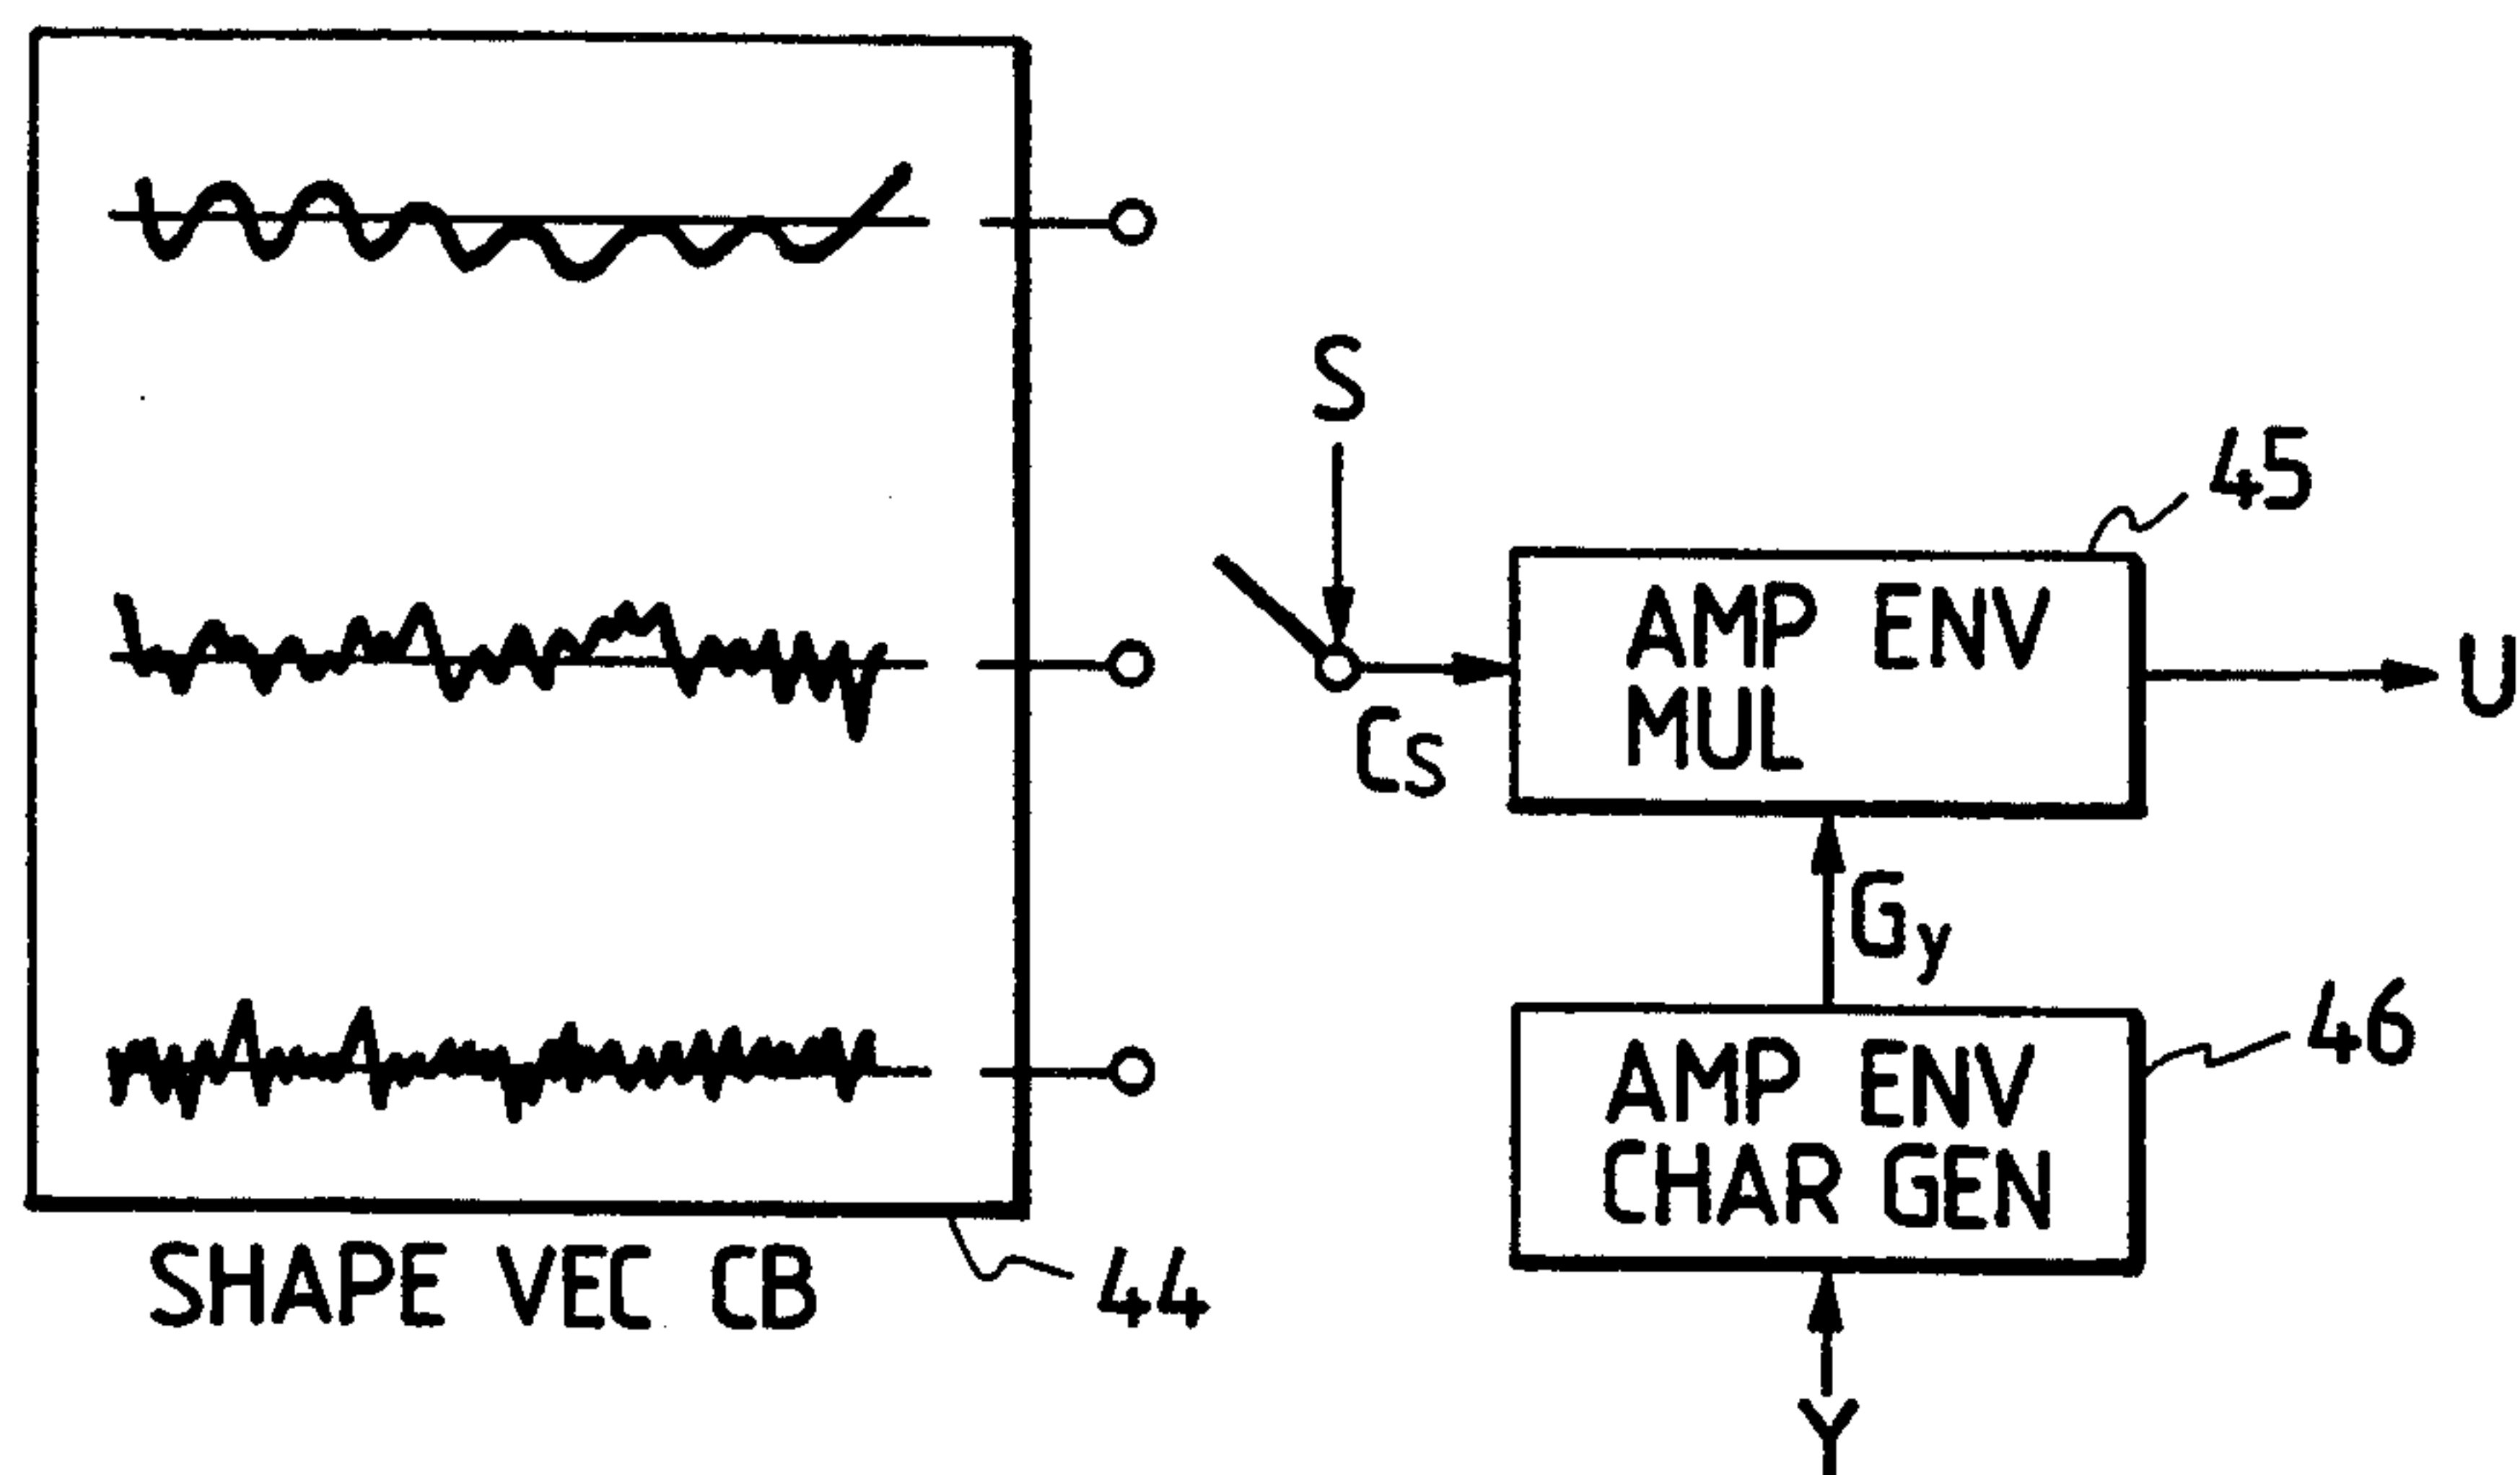 S
45
AMP ENV
MUL
U
Cs
Gy
46
AMP ENV
CHAR GEN
SHAPE VEC CB
44
Y